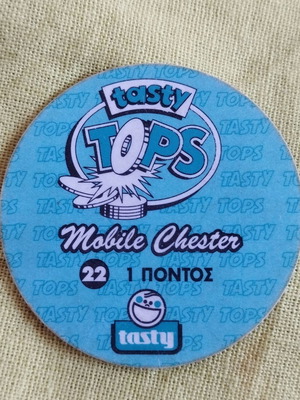 tasty
TOPS
Mobile Chester
22 1 ΠΟΝΤΟΣ
tasty